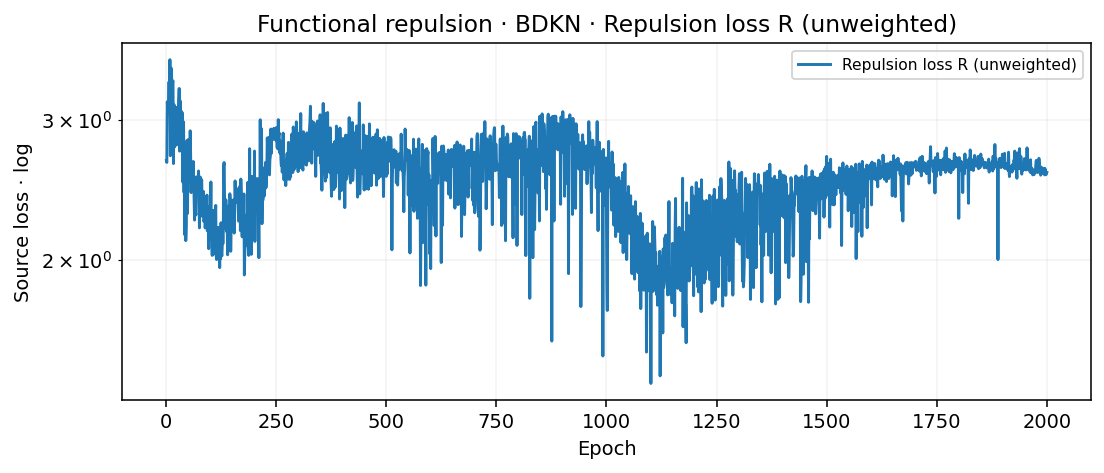 Functional repulsion · BDKN · Repulsion loss R (unweighted)
Repulsion loss R (unweighted)
3 × 10⁰
2 × 10⁰
Source loss · log
0 250 500 750 1000 1250 1500 1750 2000
Epoch